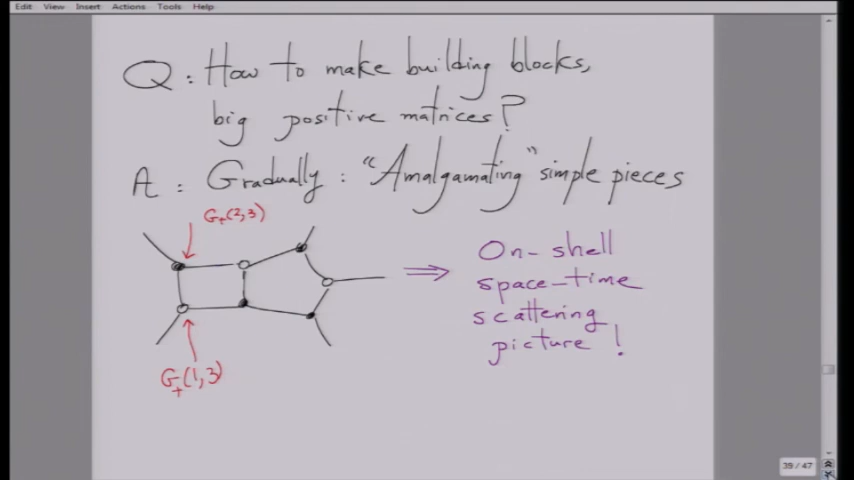 Edit View Insert Actions Tools Help
Q: How to make building blocks,
big positive matrices?
A: Gradually: "Amalgamating" simple pieces
G+(2,3)
On-shell
space-time
scattering
picture!
G+(1,3)
39 / 47